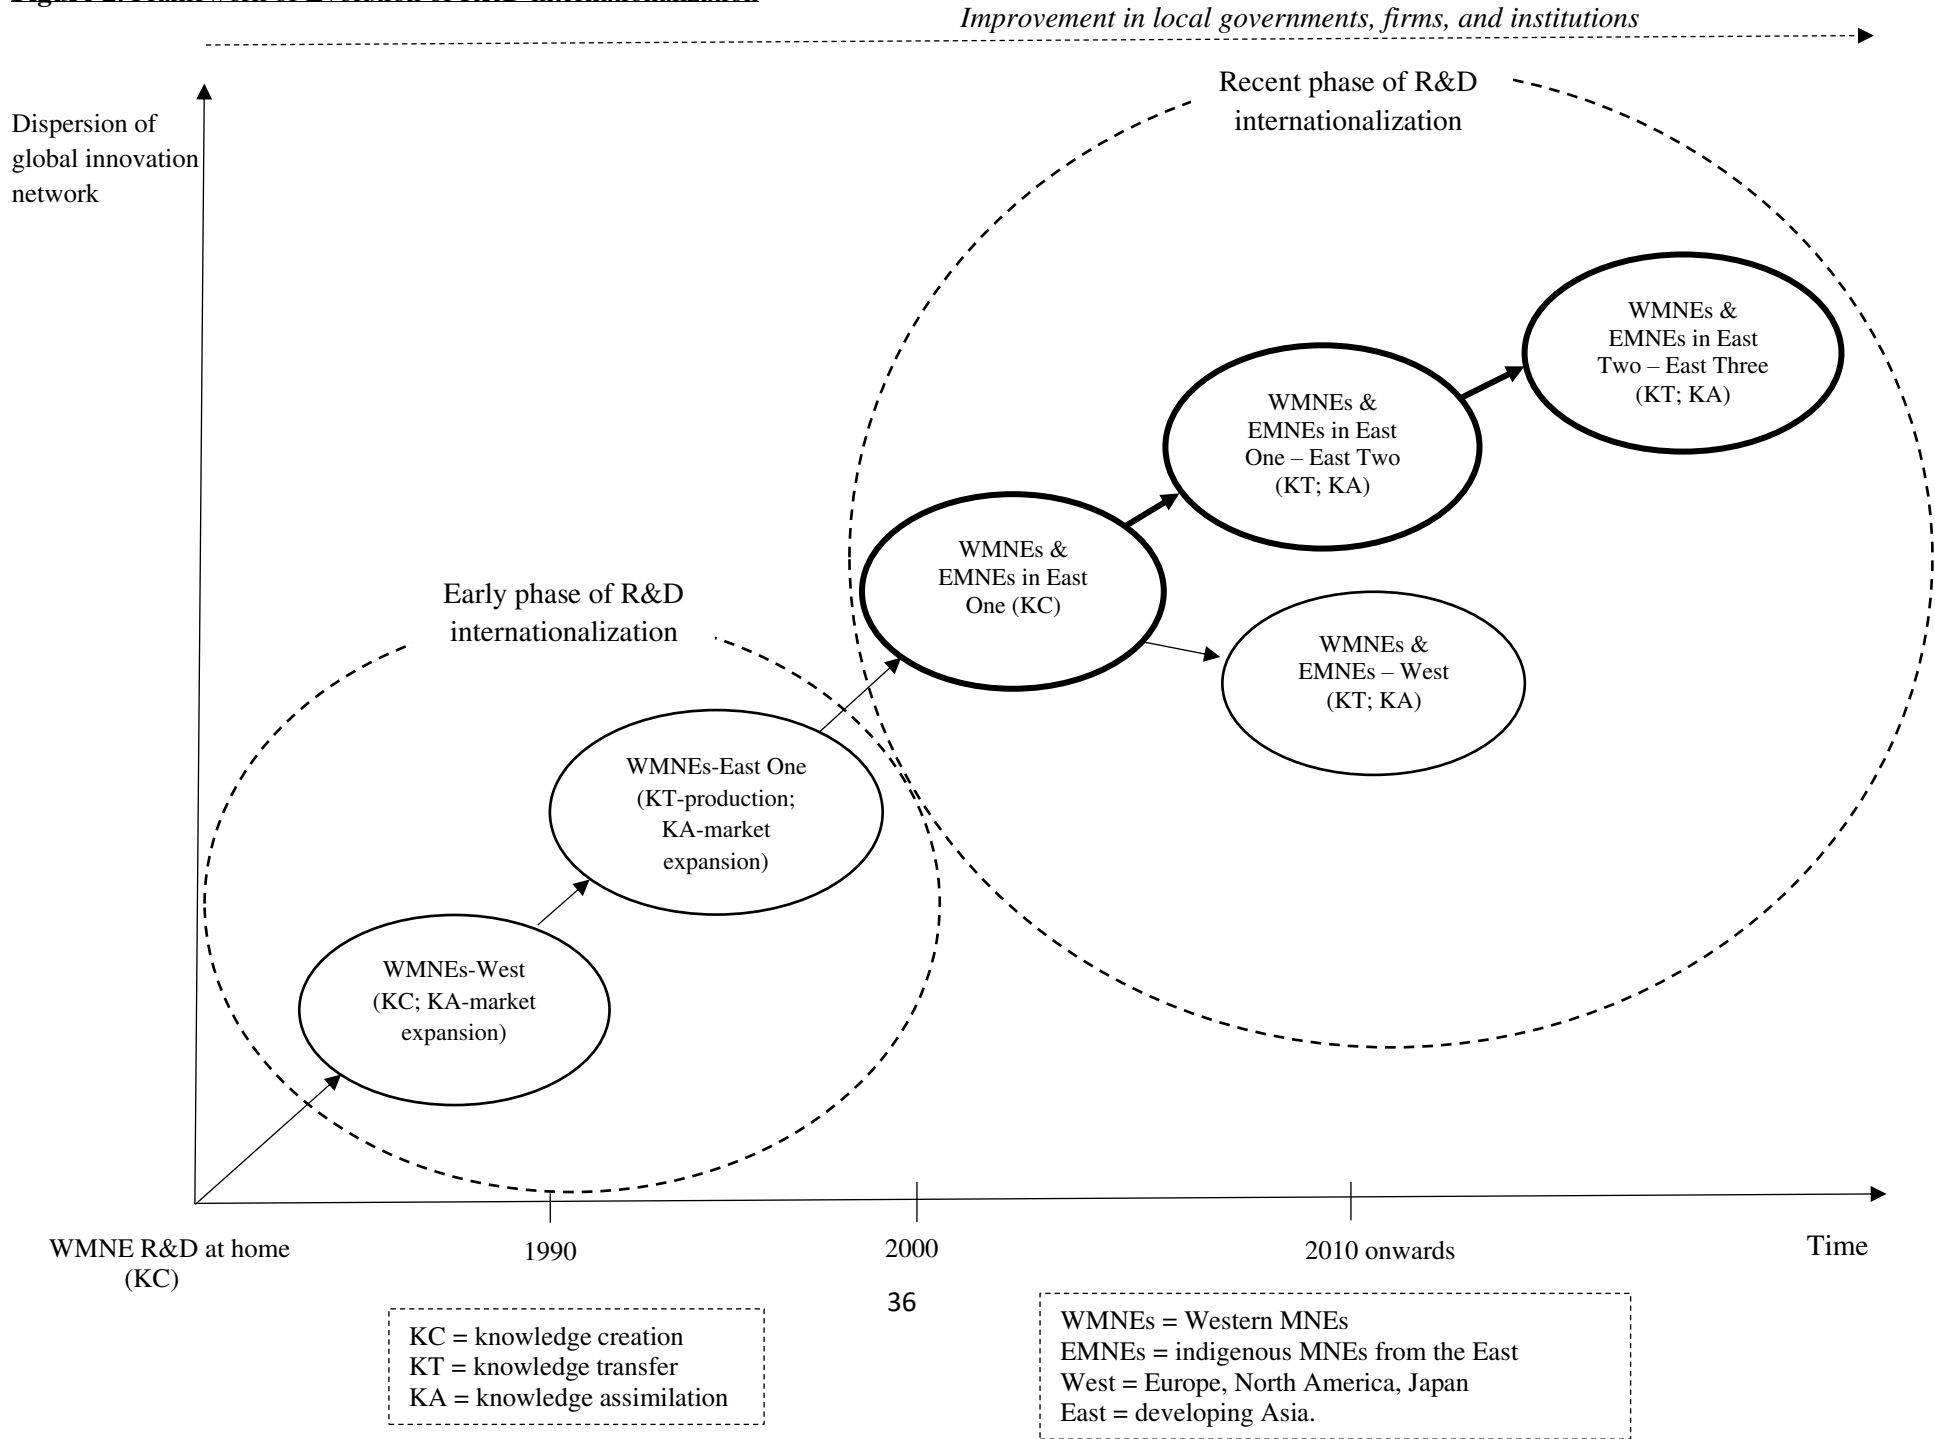 Improvement in local governments, firms, and institutions
Dispersion of
global innovation
network
Recent phase of R&D
internationalization
WMNEs &
EMNEs in East
Two – East Three
(KT; KA)
WMNEs &
EMNEs in East
One – East Two
(KT; KA)
WMNEs &
EMNEs in East
One (KC)
WMNEs &
EMNEs – West
(KT; KA)
Early phase of R&D
internationalization
WMNEs-East One
(KT-production;
KA-market
expansion)
WMNEs-West
(KC; KA-market
expansion)
WMNE R&D at home
(KC)
1990
2000
2010 onwards
Time
36
KC = knowledge creation
KT = knowledge transfer
KA = knowledge assimilation
WMNEs = Western MNEs
EMNEs = indigenous MNEs from the East
West = Europe, North America, Japan
East = developing Asia.